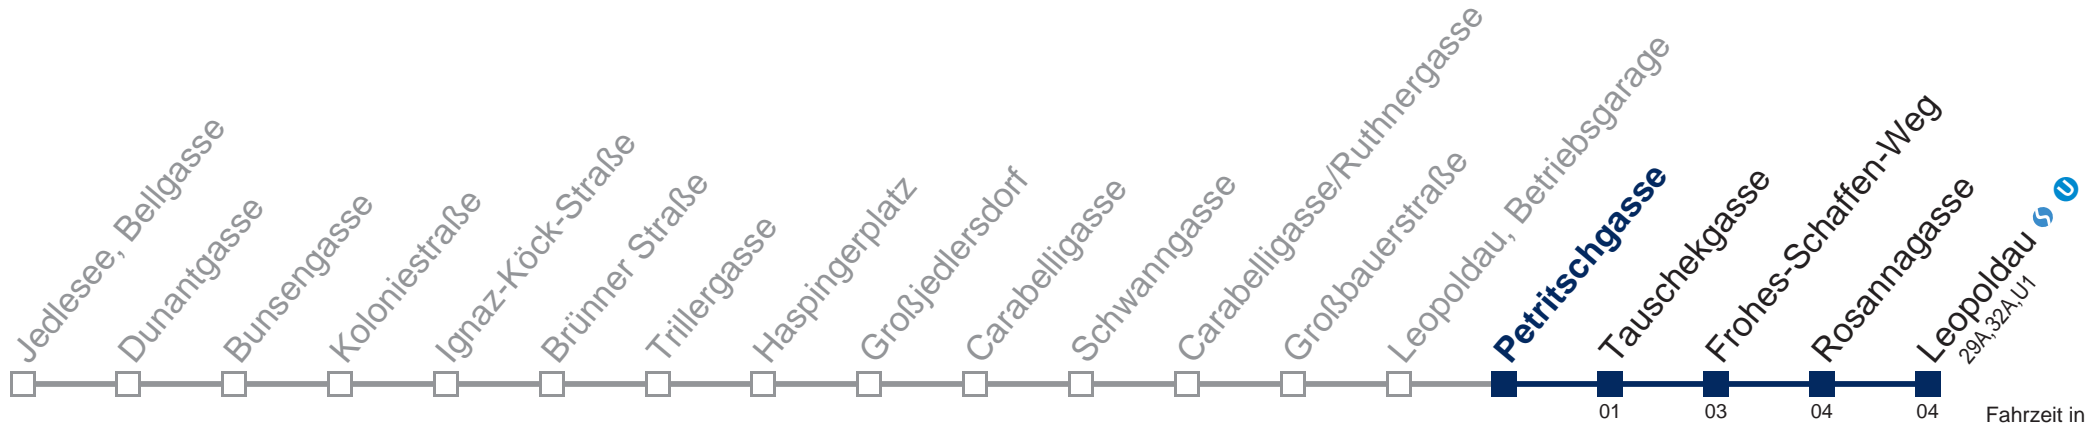 Jedlesee, Bellgasse
Dunantgasse
Bunsengasse
Koloniestraße
Ignaz-Köck-Straße
Brünner Straße
Trillergasse
Haspingerplatz
Großjedlersdorf
Carabelligasse
Schwanngasse
Carabelligasse/Ruthnergasse
Großbauerstraße
Leopoldau, Betriebsgarage
Petritschgasse
Tauschekgasse
Frohes-Schaffen-Weg
Rosannagasse
Leopoldau S U
29A,32A,U1
01 03 04 04 Fahrzeit in